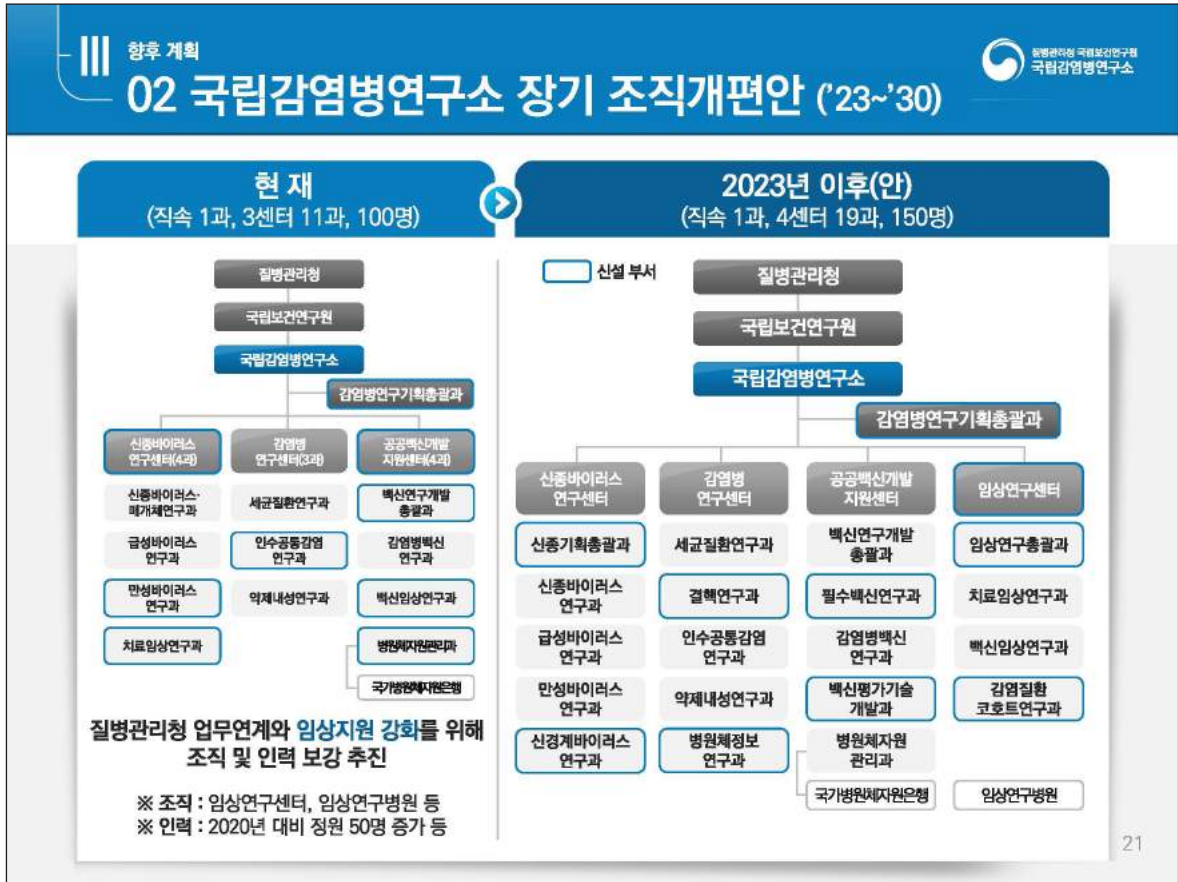 III
향후 계획
02 국립감염병연구소 장기 조직개편안 ('23~'30)
질병관리청 국립보건연구원
국립감염병연구소
현 재
(직속 1과, 3센터 11과, 100명)
2023년 이후(안)
(직속 1과, 4센터 19과, 150명)
질병관리청
국립보건연구원
국립감염병연구소
감염병연구기획총괄과
신종바이러스
연구센터(4과)
감염병
연구센터(3과)
공공백신개발
지원센터(4과)
신종바이러스·
매개체연구과
세균질환연구과
백신연구개발
총괄과
급성바이러스
연구과
인수공통감염
연구과
감염병백신
연구과
만성바이러스
연구과
약제내성연구과
백신임상연구과
치료임상연구과
병원체자원관리과
국가병원체자원은행
질병관리청 업무연계와 임상지원 강화를 위해
조직 및 인력 보강 추진
※ 조직 : 임상연구센터, 임상연구병원 등
※ 인력 : 2020년 대비 정원 50명 증가 등
신설 부서
질병관리청
국립보건연구원
국립감염병연구소
감염병연구기획총괄과
신종바이러스
연구센터
감염병
연구센터
공공백신개발
지원센터
임상연구센터
신종기획총괄과
세균질환연구과
백신연구개발
총괄과
임상연구총괄과
신종바이러스
연구과
결핵연구과
필수백신연구과
치료임상연구과
급성바이러스
연구과
인수공통감염
연구과
감염병백신
연구과
백신임상연구과
만성바이러스
연구과
약제내성연구과
백신평가기술
개발과
감염질환
코호트연구과
신경계바이러스
연구과
병원체정보
연구과
병원체자원
관리과
국가병원체자원은행
임상연구병원
21